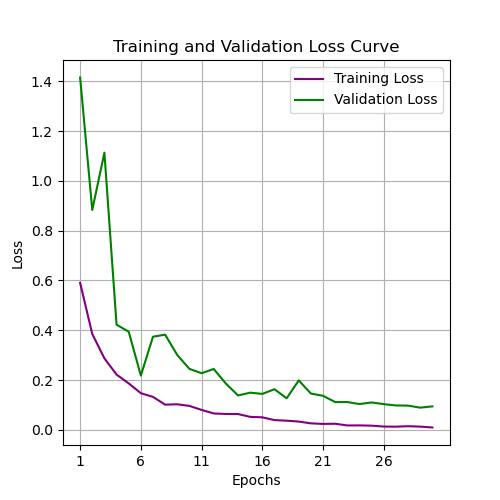 Training and Validation Loss Curve
Training Loss
Validation Loss
1.4
1.2
1.0
0.8
0.6
0.4
0.2
0.0
Loss
1 6 11 16 21 26
Epochs